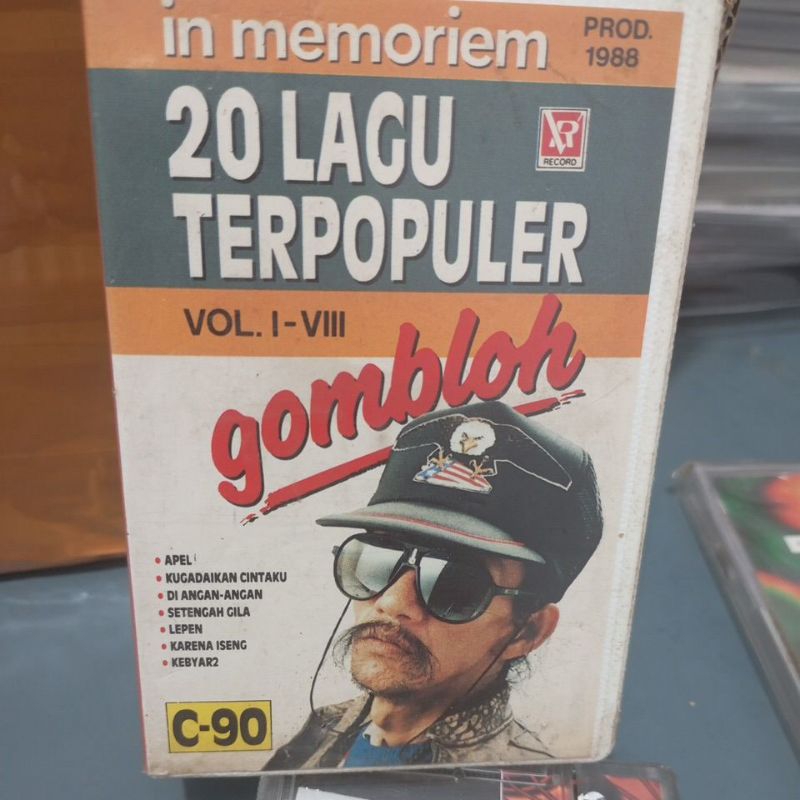 in memoriem
PROD.
1988
20 LAGU
TERPOPULER
VR
RECORD
VOL. I-VIII
gombloh
• APEL
• KUGADAIKAN CINTAKU
• DI ANGAN-ANGAN
• SETENGAH GILA
• LEPEN
• KARENA ISENG
• KEBYAR2
C-90